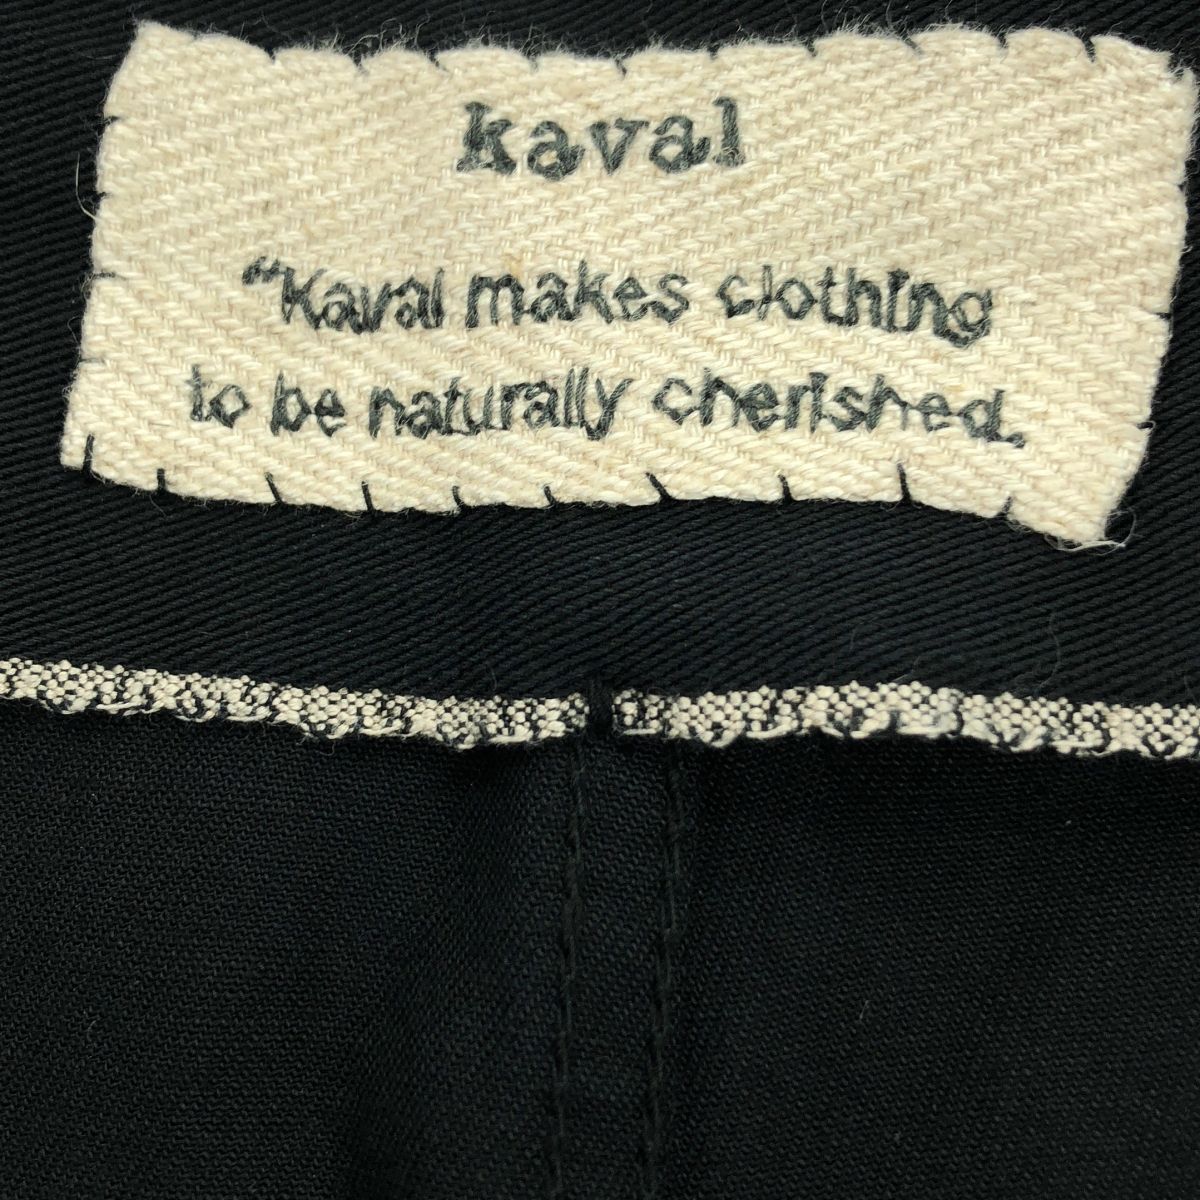 kaval
“Kaval makes clothing
to be naturally cherished.